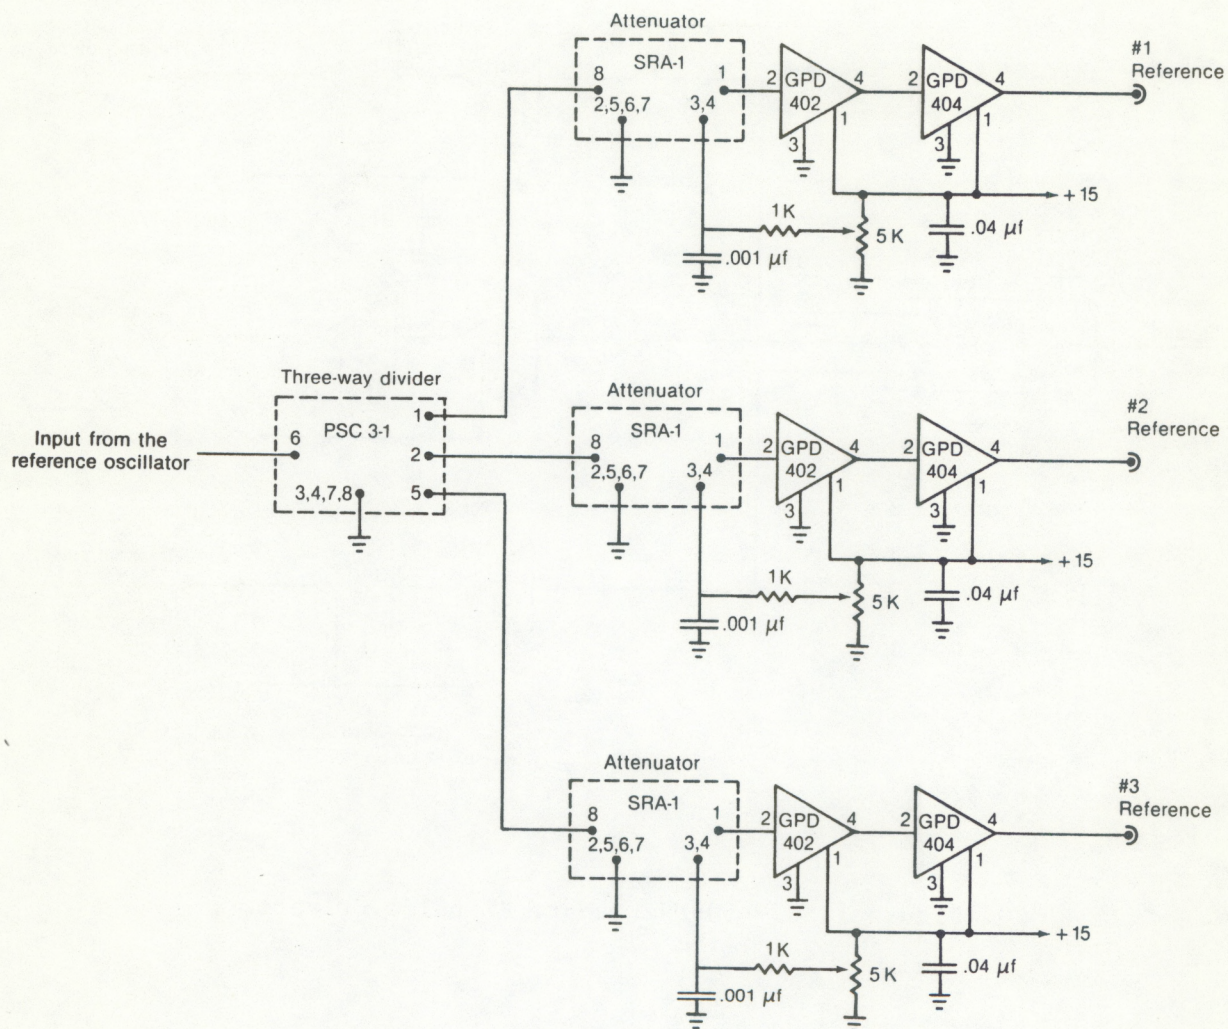 Attenuator
SRA-1
8
1
2,5,6,7
3,4
2
GPD
402
4
1
3
2
GPD
404
4
1
3
#1
Reference
+ 15
1K
5 K
.04 µf
.001 µf
Three-way divider
PSC 3-1
1
Input from the
reference oscillator
6
2
3,4,7,8
5
Attenuator
SRA-1
8
1
2,5,6,7
3,4
2
GPD
402
4
1
3
2
GPD
404
4
1
3
#2
Reference
+ 15
1K
5 K
.04 µf
.001 µf
Attenuator
SRA-1
8
1
2,5,6,7
3,4
2
GPD
402
4
1
3
2
GPD
404
4
1
3
#3
Reference
+ 15
1K
5 K
.04 µf
.001 µf